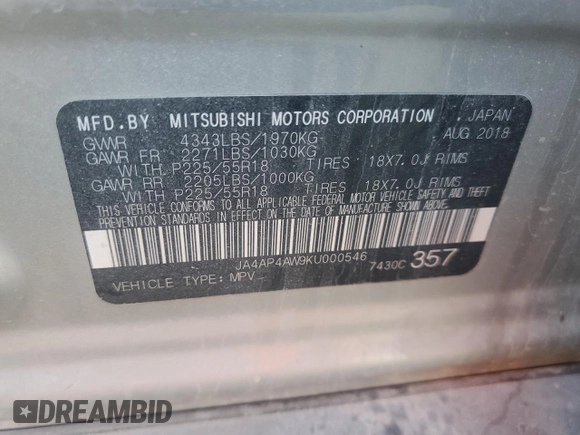 MFD.BY MITSUBISHI MOTORS CORPORATION, JAPAN
GVWR 4343LBS/1970KG AUG 2018
GAWR FR 2271LBS/1030KG
WITH P225/55R18 TIRES 18X7.0J RIMS
GAWR RR 2205LBS/1000KG
WITH P225/55R18 TIRES 18X7.0J RIMS
THIS VEHICLE CONFORMS TO ALL APPLICABLE FEDERAL MOTOR VEHICLE SAFETY AND THEFT
PREVENTION STANDARDS IN EFFECT ON THE DATE OF MANUFACTURE SHOWN ABOVE.
JA4AP4AW9KU000546
VEHICLE TYPE: MPV 7430C 357
DREAMBID